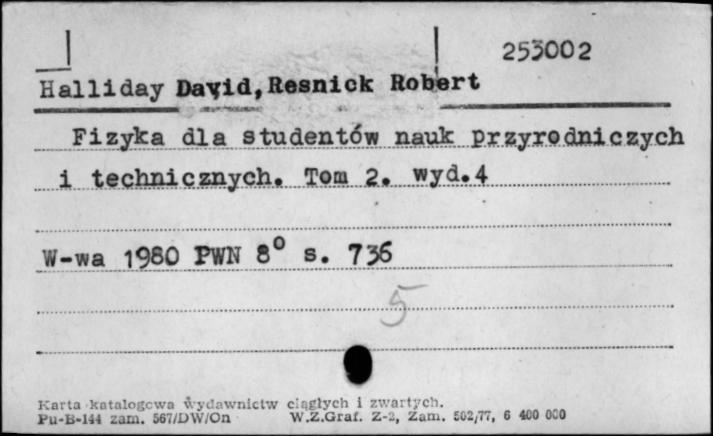 253002
Halliday David, Resnick Robert
Fizyka dla studentów nauk przyrodniczych
i technicznych. Tom 2. wyd.4
W-wa 1980 PWN 8° s. 736
5
Karta katalogowa wydawnictw ciągłych i zwartych.
Pu-B-144 zam. 567/DW/On W.Z.Graf. Z-2, Zam. 502/77, 6 400 000